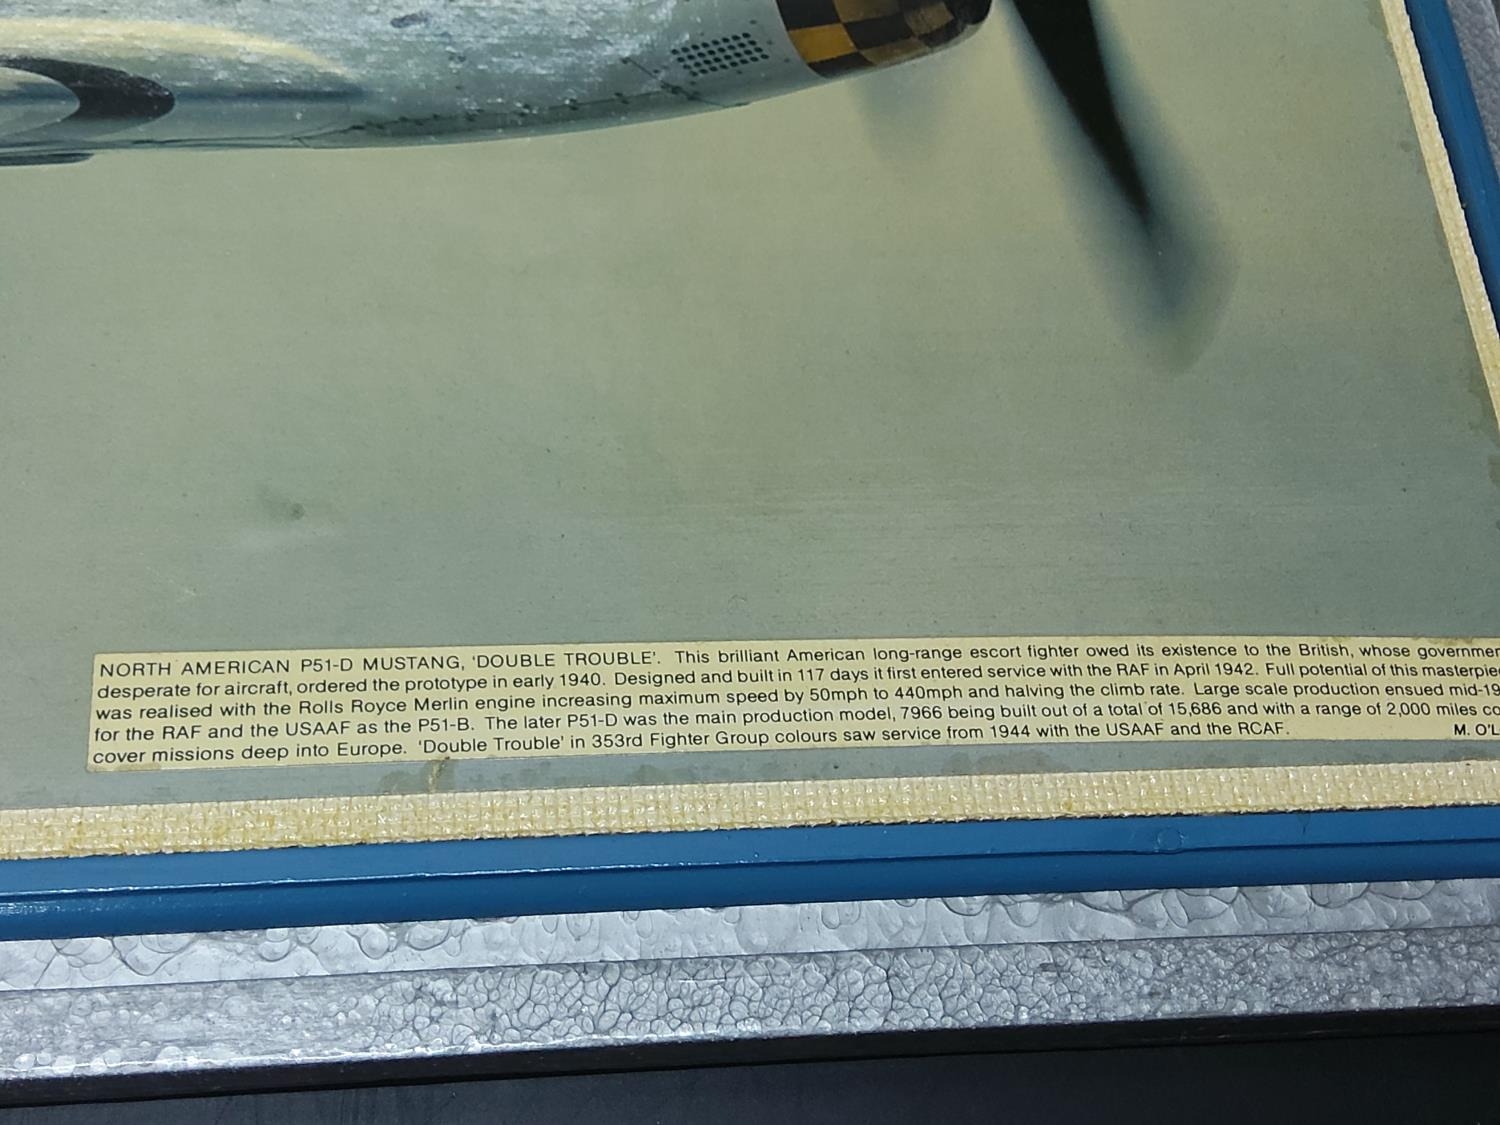 NORTH AMERICAN P51-D MUSTANG, 'DOUBLE TROUBLE'. This brilliant American long-range escort fighter owed its existence to the British, whose governmen
desperate for aircraft, ordered the prototype in early 1940. Designed and built in 117 days it first entered service with the RAF in April 1942. Full potential of this masterpie
was realised with the Rolls Royce Merlin engine increasing maximum speed by 50mph to 440mph and halving the climb rate. Large scale production ensued mid-19
for the RAF and the USAAF as the P51-B. The later P51-D was the main production model, 7966 being built out of a total of 15,686 and with a range of 2,000 miles co
cover missions deep into Europe. 'Double Trouble' in 353rd Fighter Group colours saw service from 1944 with the USAAF and the RCAF. M. O'L